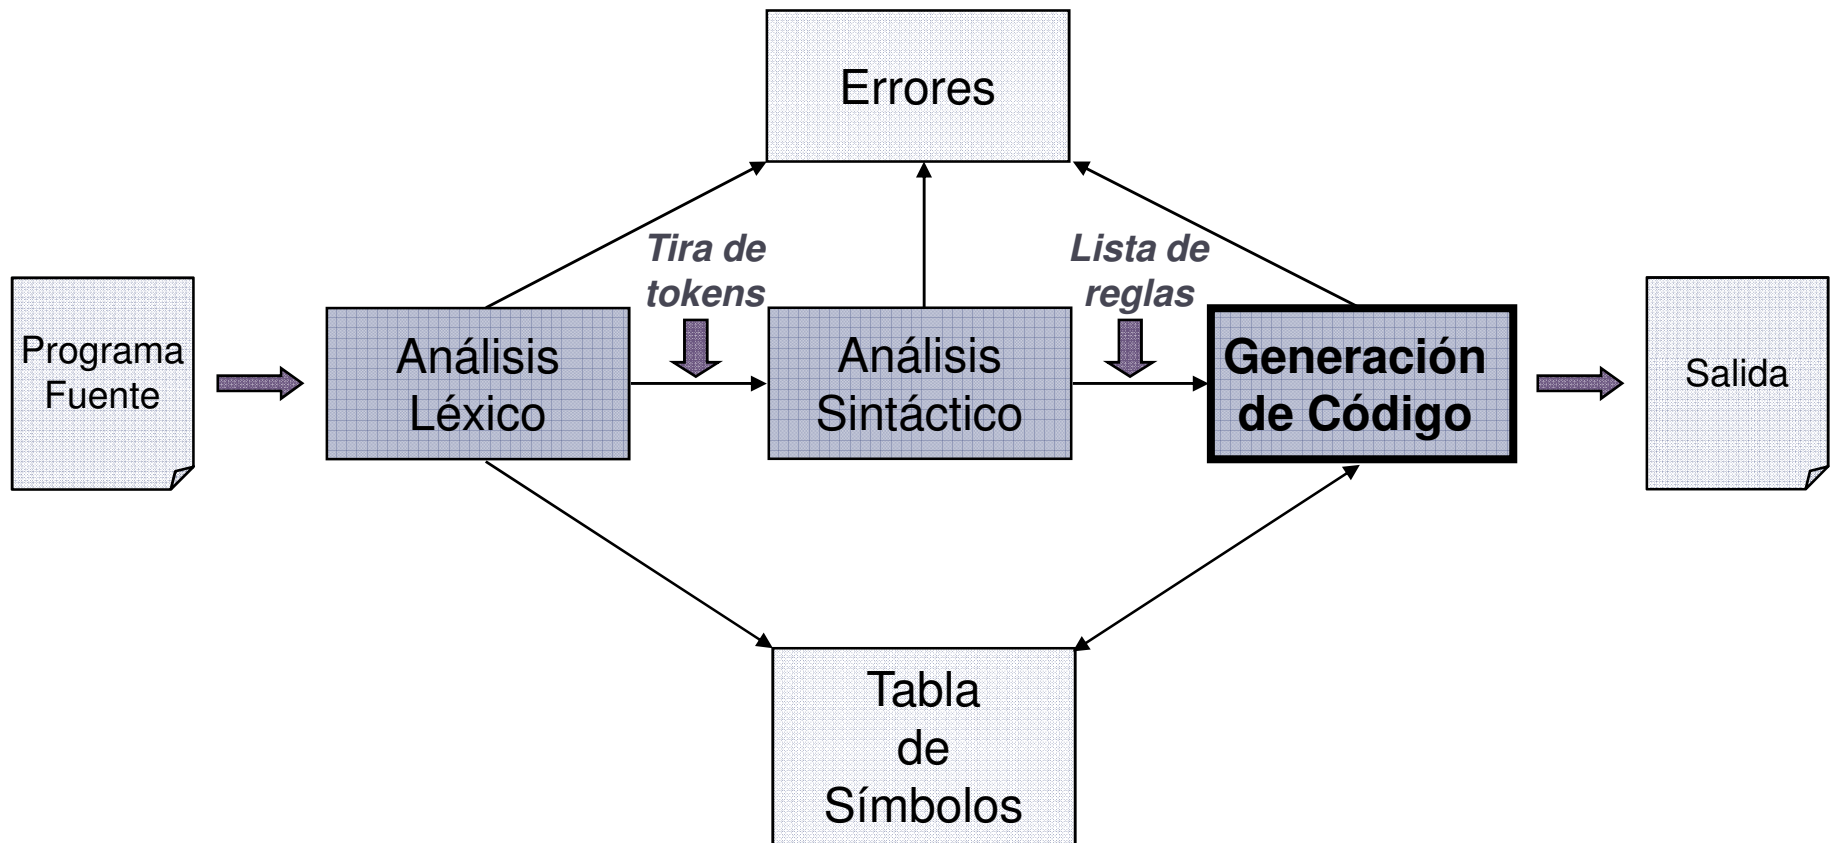 Errores
Tira de
tokens
Lista de
reglas
Programa
Fuente
Análisis
Léxico
Análisis
Sintáctico
Generación
de Código
Salida
Tabla
de
Símbolos